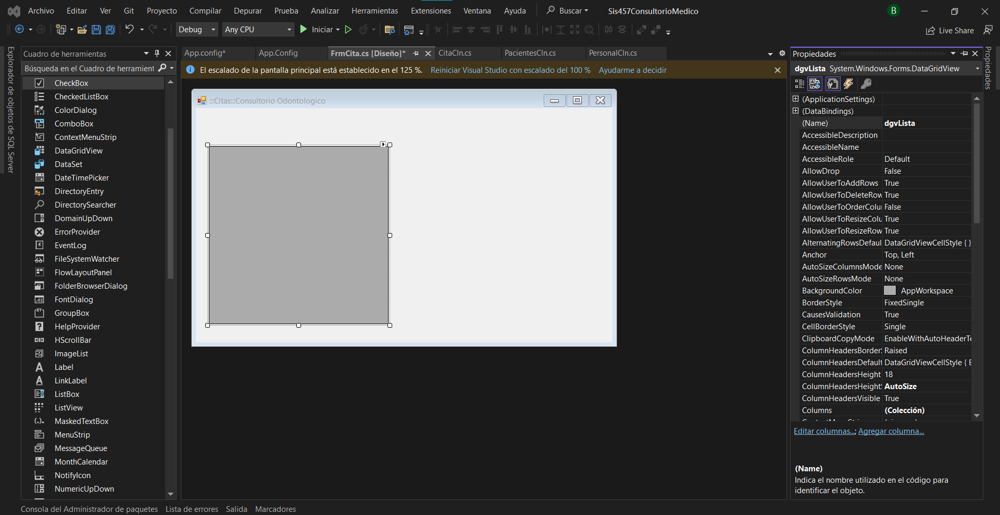 Archivo Editar Ver Git Proyecto Compilar Depurar Prueba Analizar Herramientas Extensiones Ventana Ayuda Buscar Sis457ConsultorioMedico B
Debug Any CPU Iniciar Live Share
Explorador de objetos de SQL Server
Cuadro de herramientas
Búsqueda en el Cuadro de herramient
CheckBox
CheckedListBox
ColorDialog
ComboBox
ContextMenuStrip
DataGridView
DataSet
DateTimePicker
DirectoryEntry
DirectorySearcher
DomainUpDown
ErrorProvider
EventLog
FileSystemWatcher
FlowLayoutPanel
FolderBrowserDialog
FontDialog
GroupBox
HelpProvider
HScrollBar
ImageList
Label
LinkLabel
ListBox
ListView
MaskedTextBox
MenuStrip
MessageQueue
MonthCalendar
NotifyIcon
NumericUpDown
App.config* App.Config FrmCita.cs [Diseño]* CitaCln.cs PacientesCln.cs PersonalCln.cs
El escalado de la pantalla principal está establecido en el 125 %. Reiniciar Visual Studio con escalado del 100 % Ayudarme a decidir
:::Citas:::Consultorio Odontologico
Propiedades
dgvLista System.Windows.Forms.DataGridView
(ApplicationSettings)
(DataBindings)
(Name) dgvLista
AccessibleDescription
AccessibleName
AccessibleRole Default
AllowDrop False
AllowUserToAddRows True
AllowUserToDeleteRow True
AllowUserToOrderColu False
AllowUserToResizeColu True
AllowUserToResizeRow True
AlternatingRowsDefaul DataGridViewCellStyle { }
Anchor Top, Left
AutoSizeColumnsMode None
AutoSizeRowsMode None
BackgroundColor AppWorkspace
BorderStyle FixedSingle
CausesValidation True
CellBorderStyle Single
ClipboardCopyMode EnableWithAutoHeaderTe
ColumnHeadersBorder Raised
ColumnHeadersDefault DataGridViewCellStyle { B
ColumnHeadersHeight 18
ColumnHeadersHeight AutoSize
ColumnHeadersVisible True
Columns (Colección)
Editar columnas...; Agregar columna...
(Name)
Indica el nombre utilizado en el código para
identificar el objeto.
Propiedades
Consola del Administrador de paquetes Lista de errores Salida Marcadores